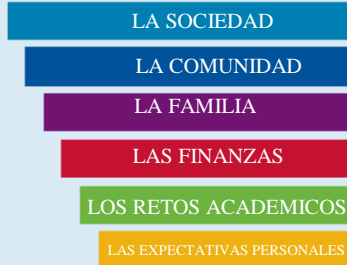 LA SOCIEDAD
LA COMUNIDAD
LA FAMILIA
LAS FINANZAS
LOS RETOS ACADEMICOS
LAS EXPECTATIVAS PERSONALES